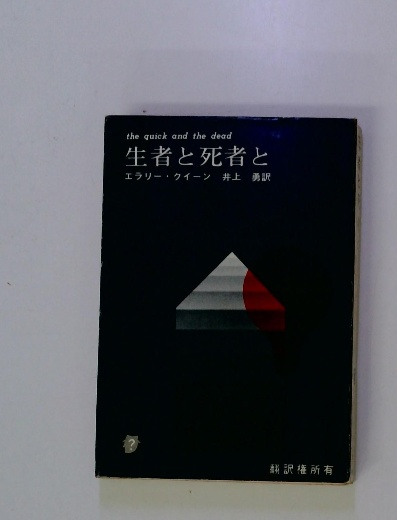 the quick and the dead
生者と死者と
エラリー・クイーン 井上 勇訳
?
翻訳権所有